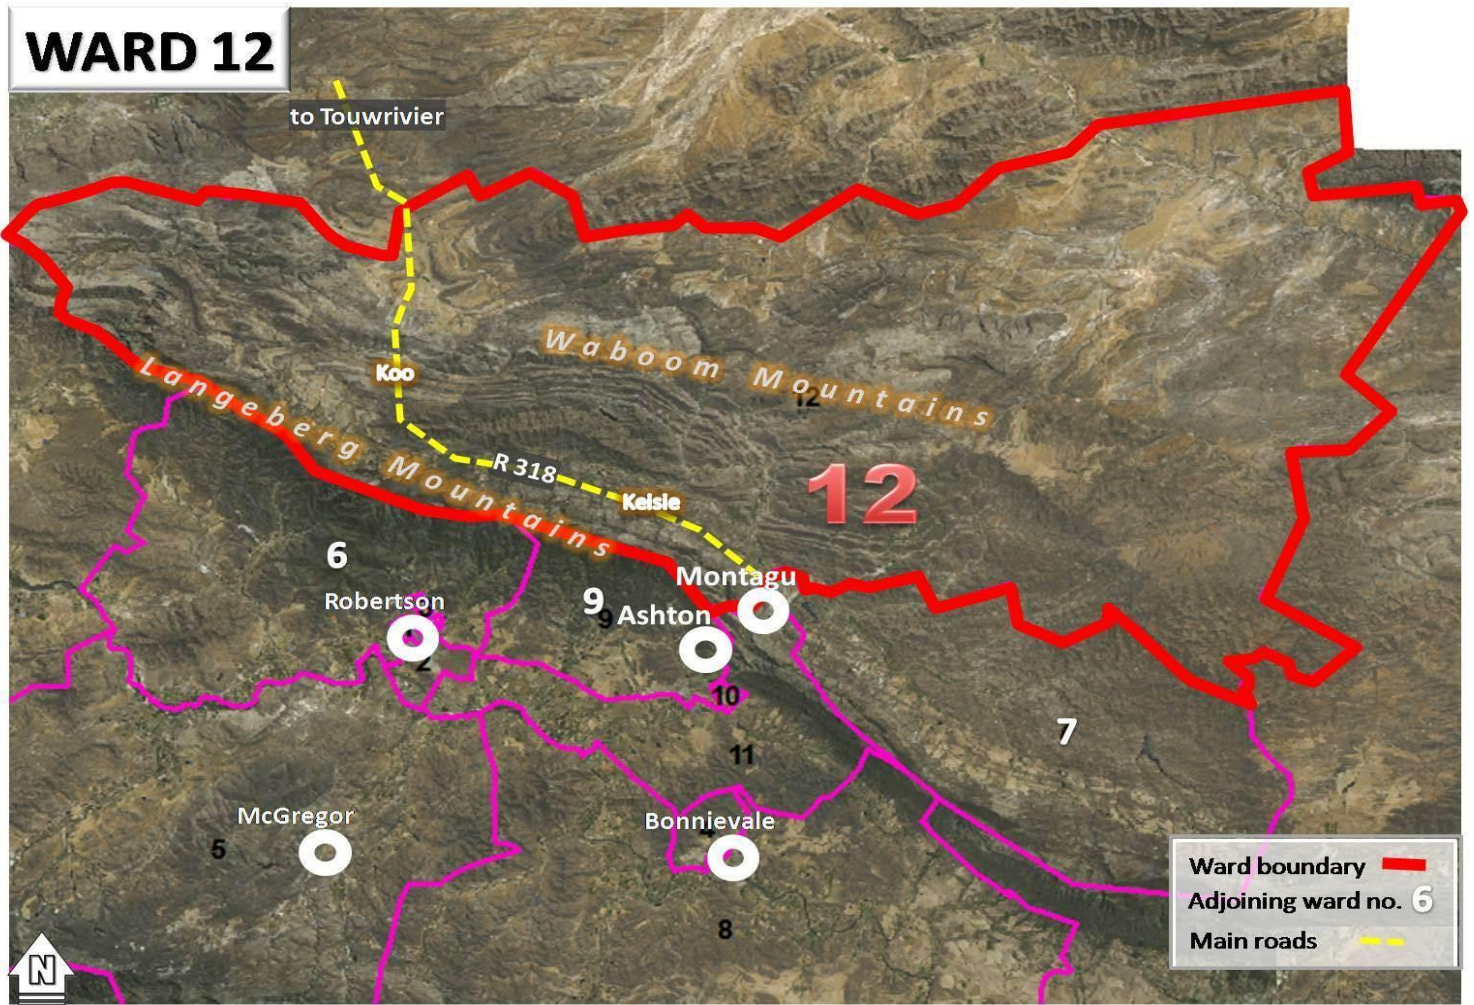 WARD 12
to Touwrivier
Waboom Mountains
12
Langeberg Mountains
Koo
R 318
Keisie
12
6
Montagu
9
9
Ashton
Robertson
2
10
7
11
McGregor
Bonnievale
5
4
8
Ward boundary
Adjoining ward no. 6
Main roads
N